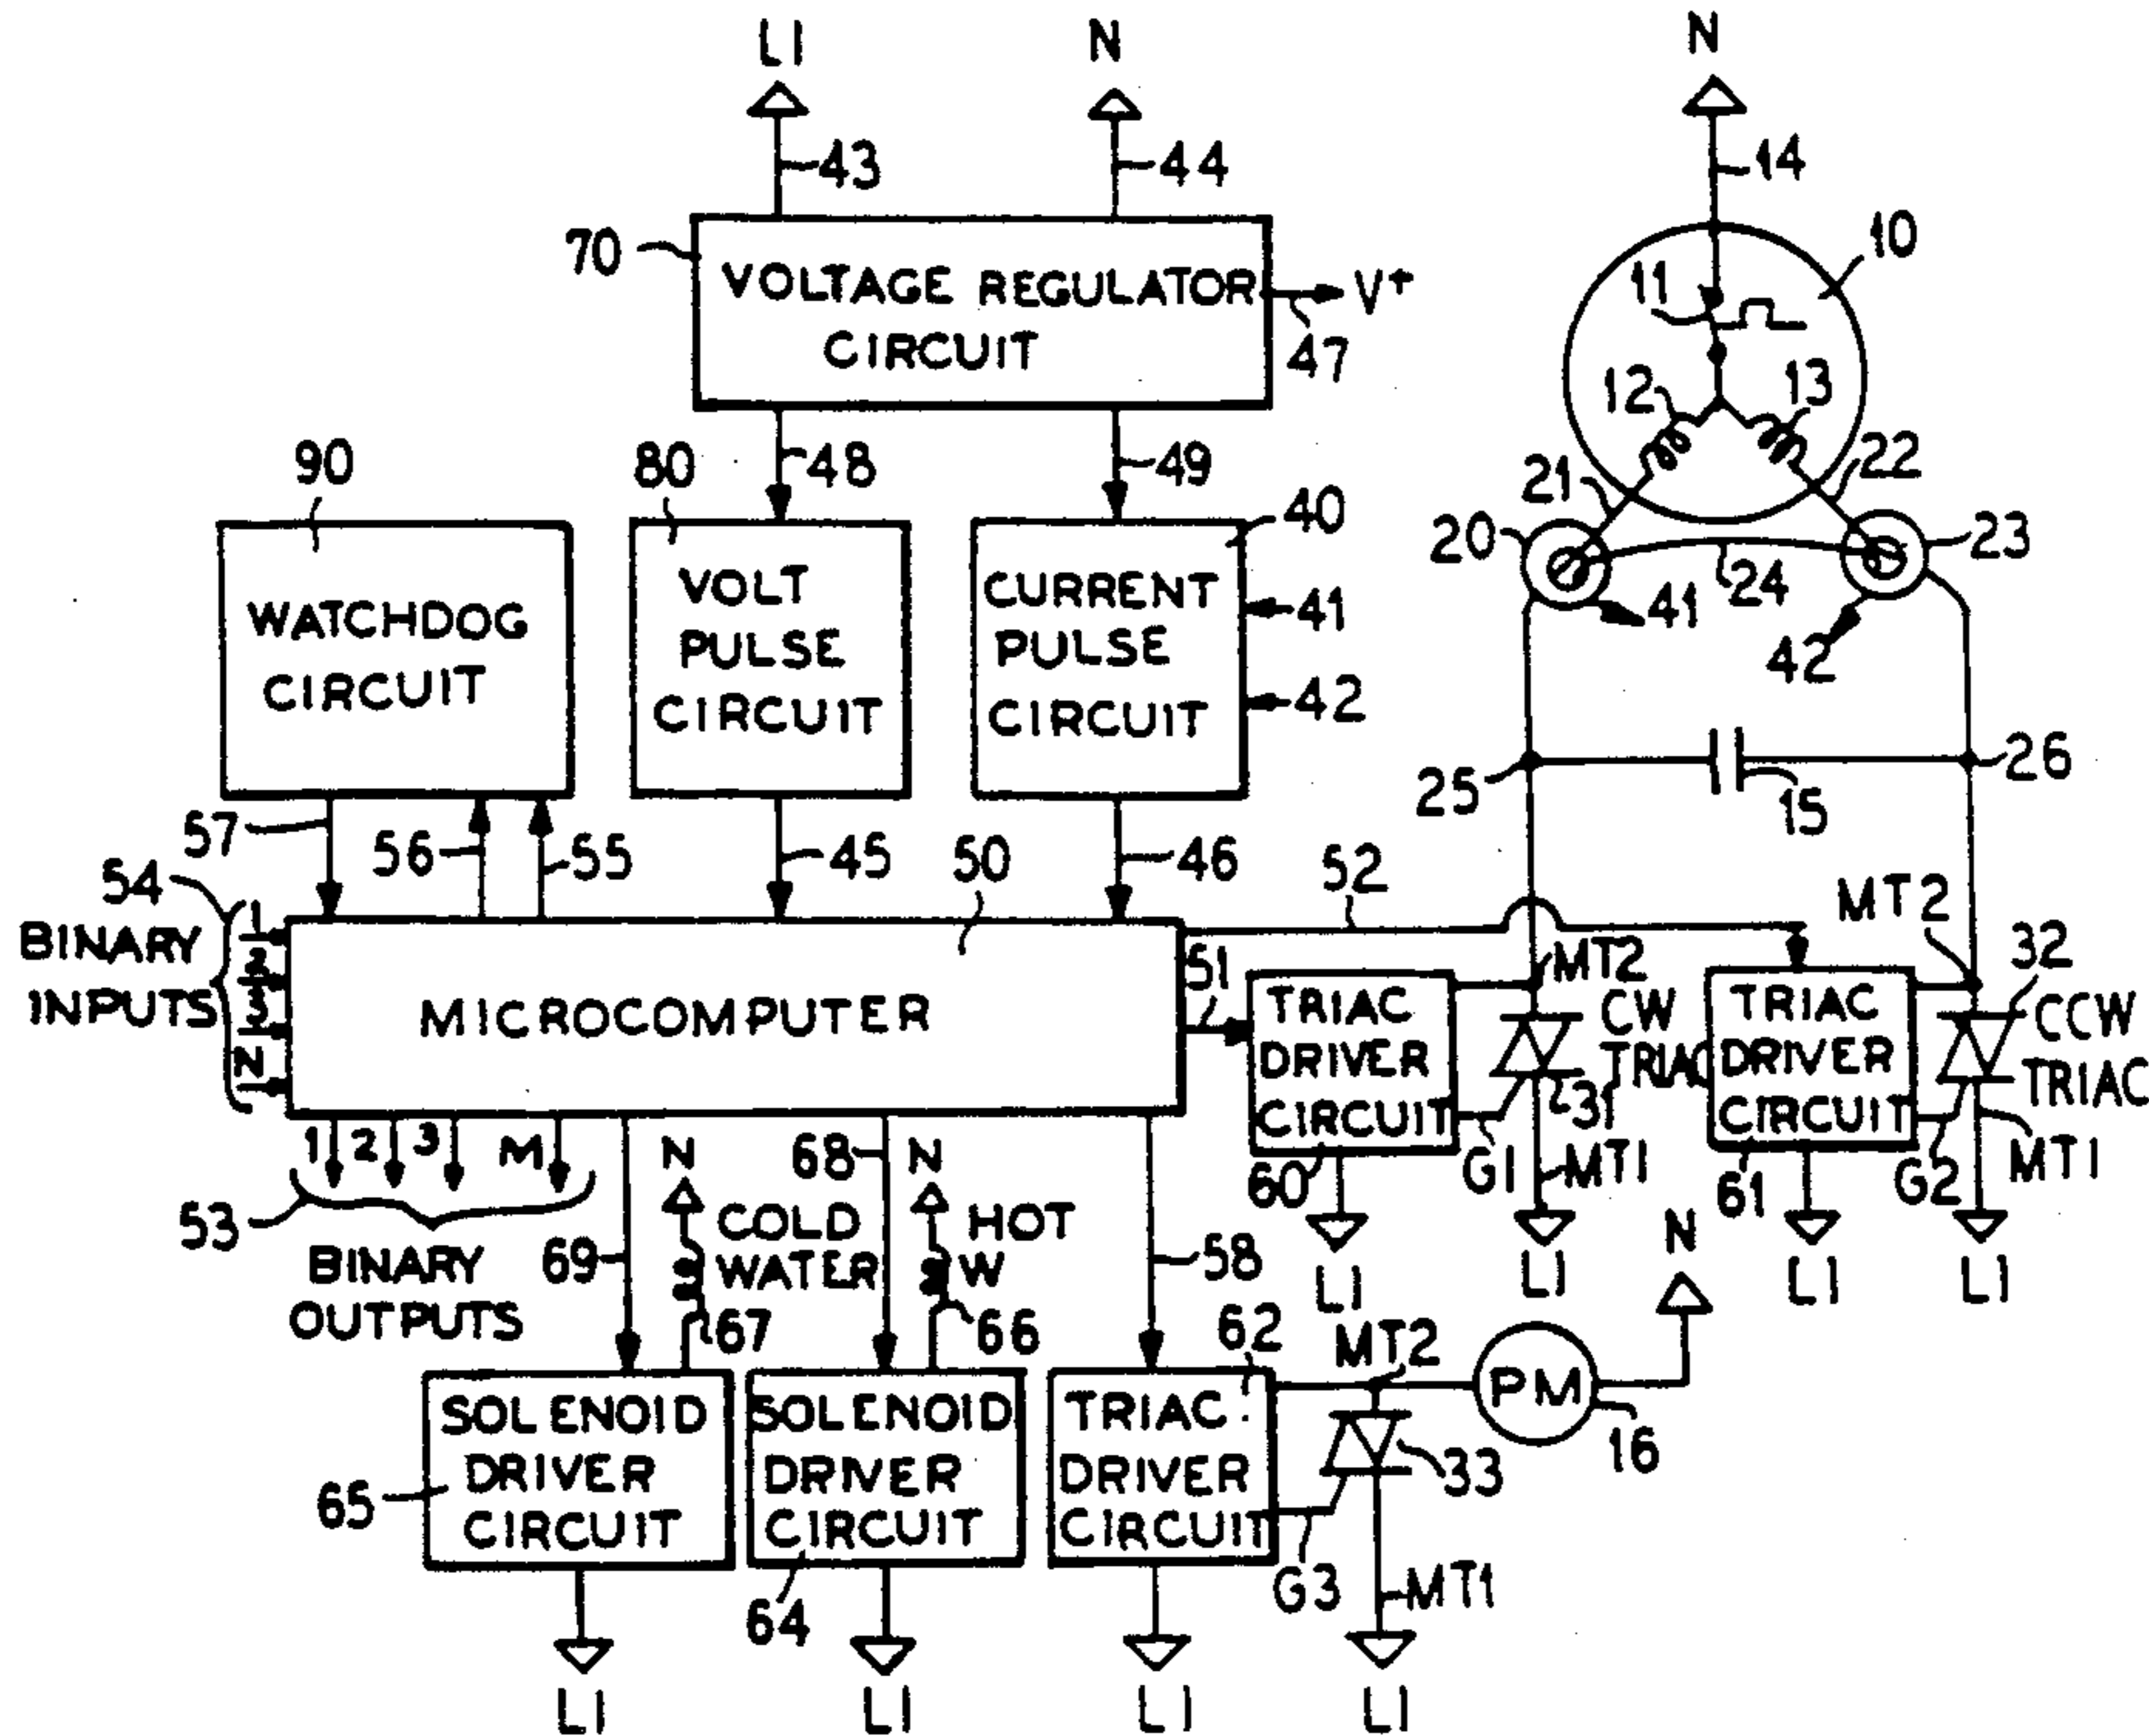 L1
N
N
43
44
14
70
VOLTAGE REGULATOR
CIRCUIT
V+
47
10
11
12
13
48
49
21
22
90
80
40
20
23
WATCHDOG
CIRCUIT
VOLT
PULSE
CIRCUIT
CURRENT
PULSE
CIRCUIT
41
42
41
24
42
25
15
26
57
56
55
45
50
46
52
54
BINARY
INPUTS
1
2
3
N
MICROCOMPUTER
51
MT2
MT2
32
TRIAC
DRIVER
CIRCUIT
CW
TRIAC
31
TRIAC
DRIVER
CIRCUIT
CCW
TRIAC
60
G1
MT1
61
G2
MT1
L1
L1
L1
L1
1
2
3
M
53
BINARY
OUTPUTS
69
N
COLD
WATER
67
68
N
HOT
W
66
58
62
MT2
N
PM
16
SOLENOID
DRIVER
CIRCUIT
65
SOLENOID
DRIVER
CIRCUIT
64
TRIAC
DRIVER
CIRCUIT
33
G3
MT1
L1
L1
L1
L1